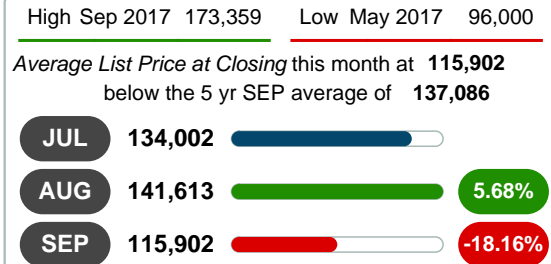 High Sep 2017 173,359 Low May 2017 96,000
Average List Price at Closing this month at 115,902
below the 5 yr SEP average of 137,086
JUL 134,002
AUG 141,613 5.68%
SEP 115,902 -18.16%